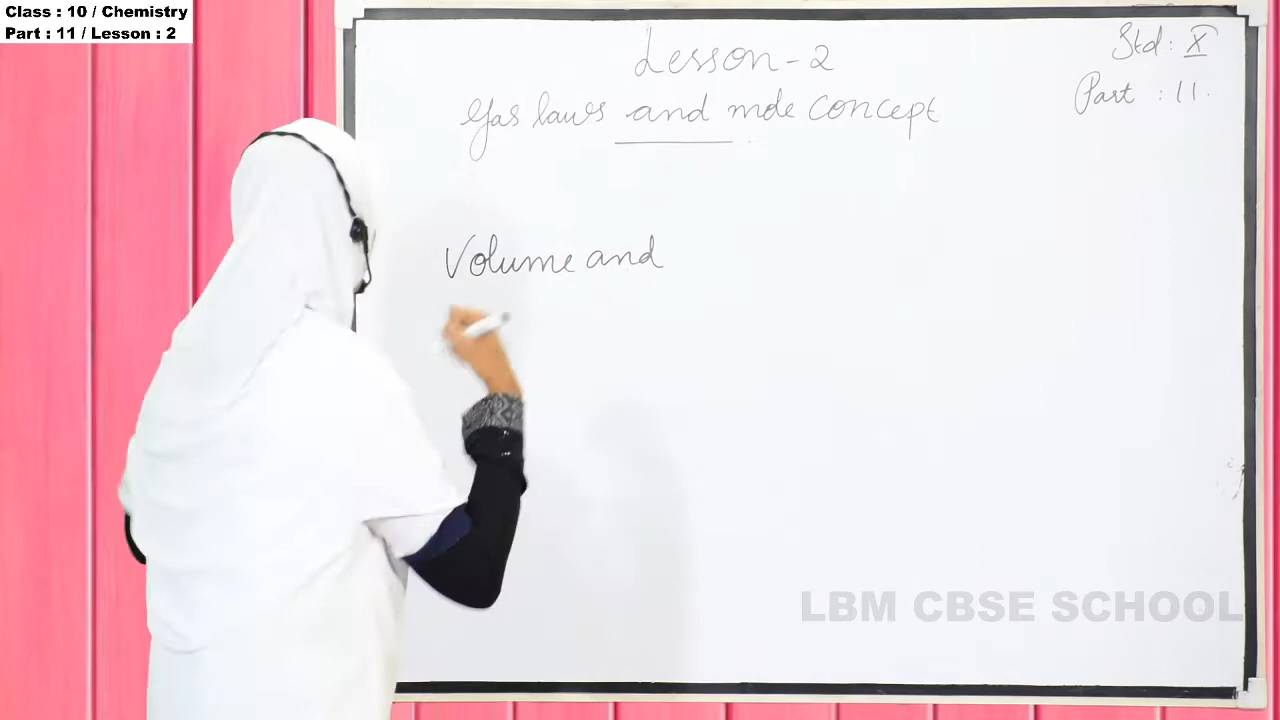 Class : 10 / Chemistry
Part : 11 / Lesson : 2
Lesson - 2
Std : X
Part : 11.
Gas laws and mole concept
Volume and
LBM CBSE SCHOOL